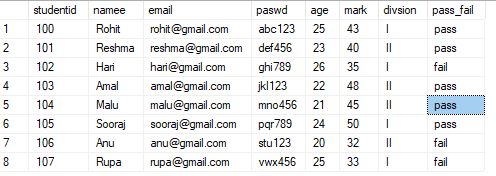 studentid namee email paswd age mark divsion pass_fail
1 100 Rohit rohit@gmail.com abc123 25 43 I pass
2 101 Reshma reshma@gmail.com def456 23 40 II pass
3 102 Hari hari@gmail.com ghi789 26 35 I fail
4 103 Amal amal@gmail.com jkl123 22 48 II pass
5 104 Malu malu@gmail.com mno456 21 45 II pass
6 105 Sooraj sooraj@gmail.com pqr789 24 50 I pass
7 106 Anu anu@gmail.com stu123 20 32 II fail
8 107 Rupa rupa@gmail.com vwx456 25 33 I fail